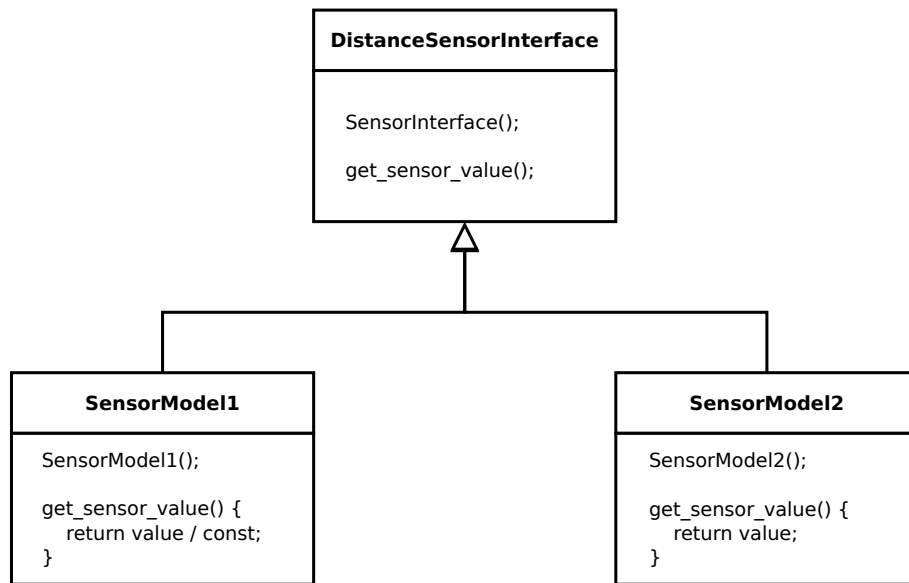 DistanceSensorInterface
SensorInterface();
get_sensor_value();
SensorModel1
SensorModel1();
get_sensor_value() {
return value / const;
}
SensorModel2
SensorModel2();
get_sensor_value() {
return value;
}